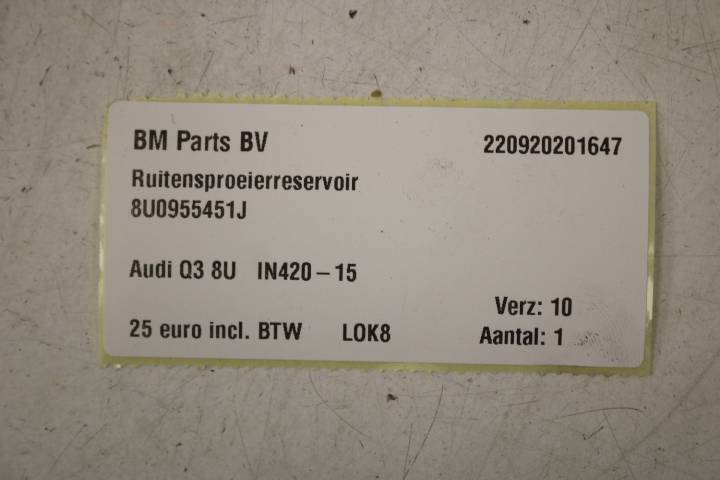 BM Parts BV 220920201647
Ruitensproeierreservoir
8U0955451J
Audi Q3 8U IN420-15
Verz: 10
25 euro incl. BTW LOK8 Aantal: 1